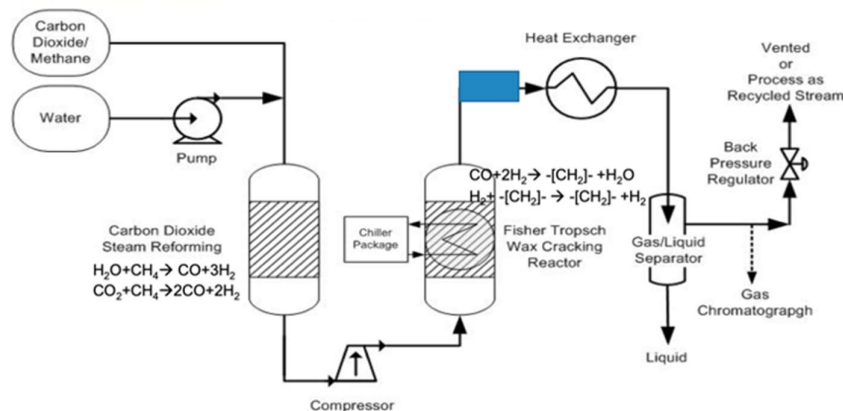 Carbon
Dioxide/
Methane
Water
Pump
Carbon Dioxide
Steam Reforming
H₂O+CH₄→ CO+3H₂
CO₂+CH₄→2CO+2H₂
Compressor
Chiller
Package
CO+2H₂→ -[CH₂]- +H₂O
H₂+ -[CH₂]- → -[CH₂]- +H₂
Fisher Tropsch
Wax Cracking
Reactor
Heat Exchanger
Gas/Liquid
Separator
Liquid
Vented
or
Process as
Recycled Stream
Back
Pressure
Regulator
Gas
Chromatograpgh